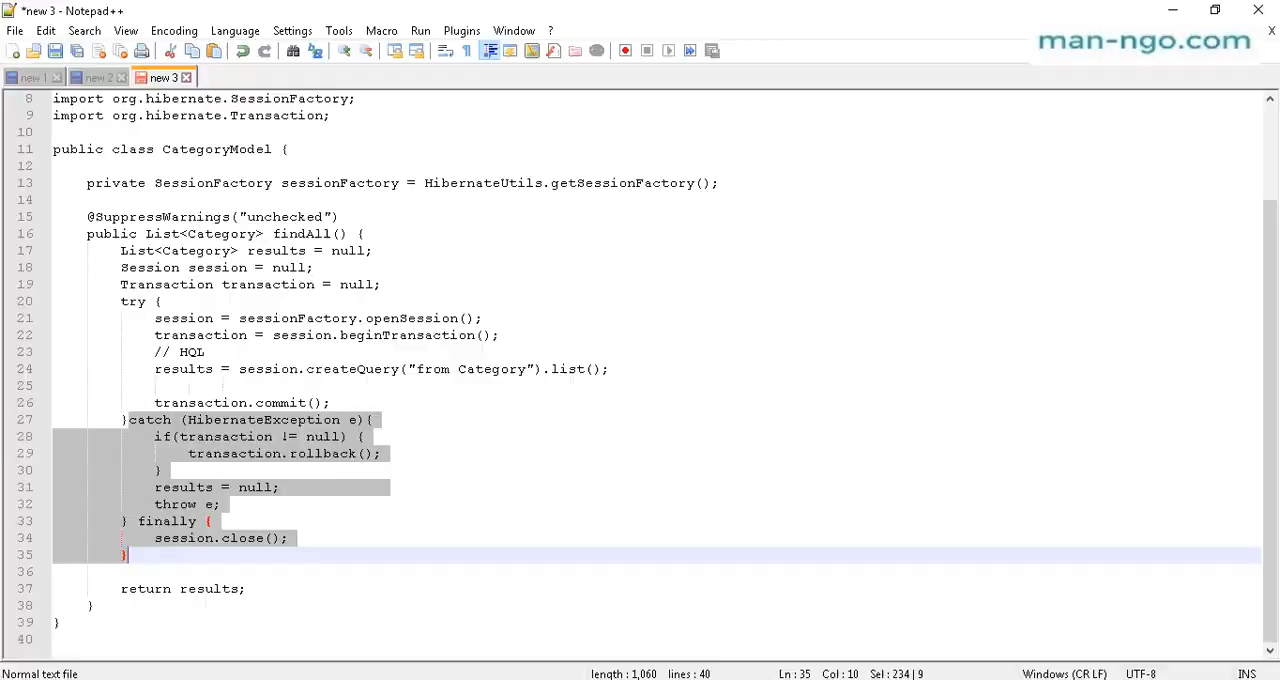 *new 3 - Notepad++
File Edit Search View Encoding Language Settings Tools Macro Run Plugins Window ? X
man-ngo.com
new 1 new 2 new 3
8 import org.hibernate.SessionFactory;
9 import org.hibernate.Transaction;
10
11 public class CategoryModel {
12
13 private SessionFactory sessionFactory = HibernateUtils.getSessionFactory();
14
15 @SuppressWarnings("unchecked")
16 public List<Category> findAll() {
17 List<Category> results = null;
18 Session session = null;
19 Transaction transaction = null;
20 try {
21 session = sessionFactory.openSession();
22 transaction = session.beginTransaction();
23 // HQL
24 results = session.createQuery("from Category").list();
25
26 transaction.commit();
27 }catch (HibernateException e){
28 if(transaction != null) {
29 transaction.rollback();
30 }
31 results = null;
32 throw e;
33 } finally {
34 session.close();
35 }
36
37 return results;
38 }
39 }
40
Normal text file length : 1,060 lines : 40 Ln : 35 Col : 10 Sel : 234 | 9 Windows (CR LF) UTF-8 INS